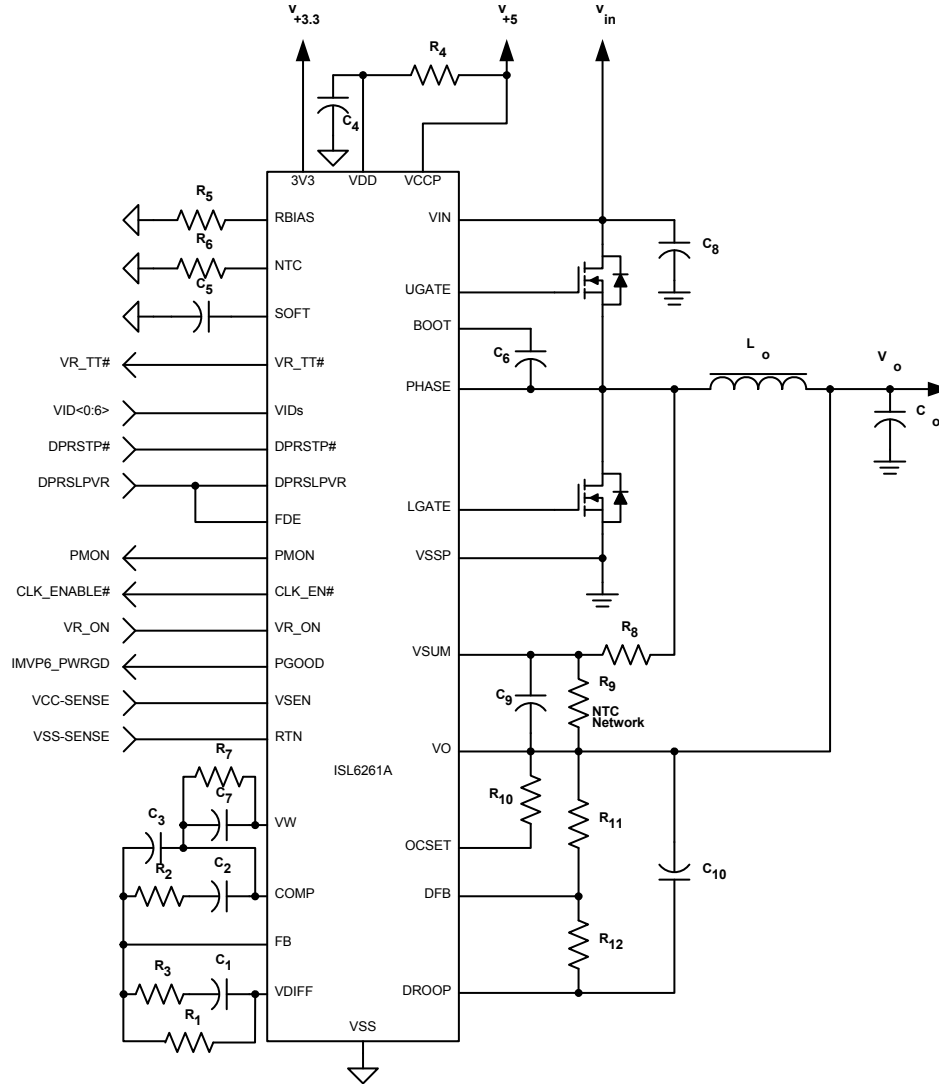 V+3.3
V+5
Vin
R4
C4
3V3
VDD
VCCP
R5
RBIAS
VIN
R6
C8
NTC
C5
UGATE
SOFT
BOOT
C6
Lo
Vo
VR_TT#
VR_TT#
PHASE
Co
VID<0:6>
VIDs
DPRSTP#
DPRSTP#
DPRSLPVR
DPRSLPVR
LGATE
FDE
PMON
PMON
VSSP
CLK_ENABLE#
CLK_EN#
VR_ON
VR_ON
R8
VSUM
IMVP6_PWRGD
PGOOD
R9
C9
VCC-SENSE
VSEN
NTC
Network
VSS-SENSE
RTN
VO
R7
ISL6261A
R10
C7
VW
R11
C3
OCSET
R2
C2
C10
COMP
DFB
FB
R12
R3
C1
VDIFF
DROOP
R1
VSS